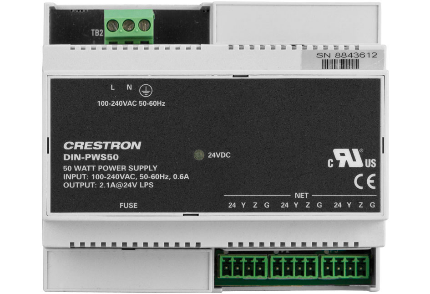 TB2
SN 8843612
L N
100-240VAC 50-60Hz
CRESTRON
DIN-PWS50
50 WATT POWER SUPPLY
INPUT: 100-240VAC, 50-60Hz, 0.6A
OUTPUT: 2.1A@24V LPS
24VDC
c RU US
CE
FUSE
NET
24 Y Z G 24 Y Z G 24 Y Z G